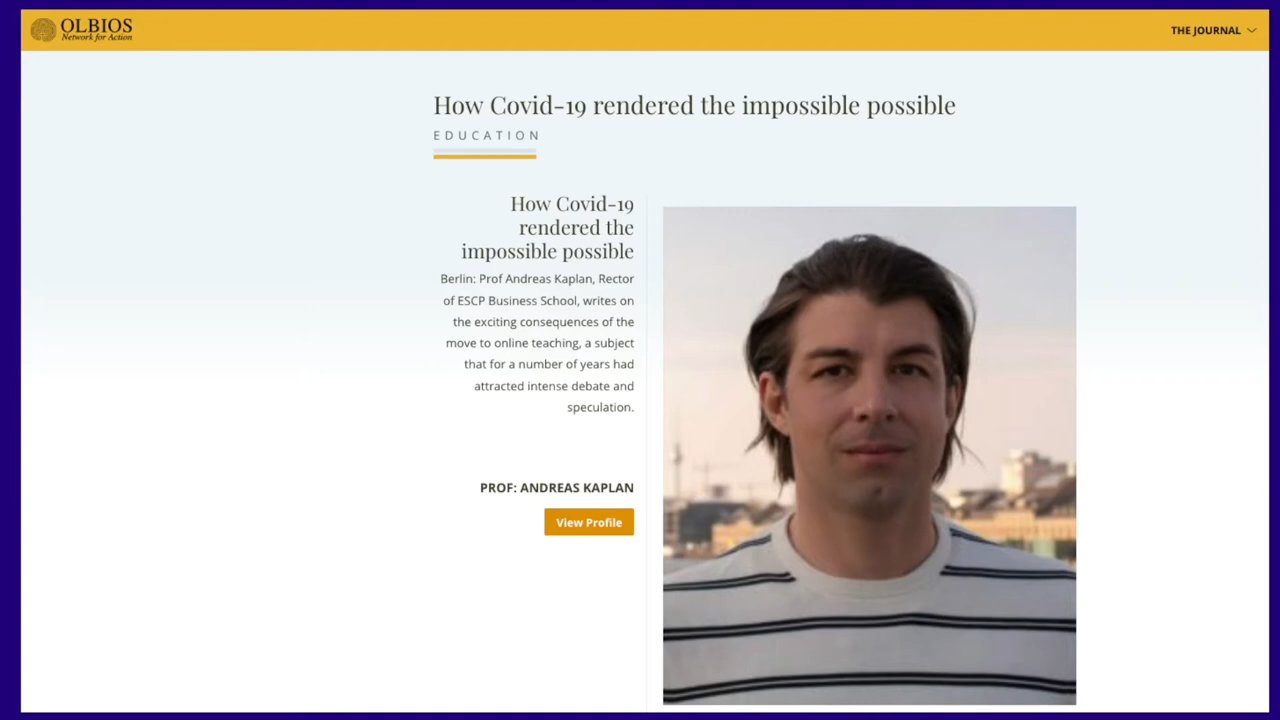 OLBIOS
Network for Action
THE JOURNAL
How Covid-19 rendered the impossible possible
EDUCATION
How Covid-19
rendered the
impossible possible
Berlin: Prof Andreas Kaplan, Rector
of ESCP Business School, writes on
the exciting consequences of the
move to online teaching, a subject
that for a number of years had
attracted intense debate and
speculation.
PROF: ANDREAS KAPLAN
View Profile